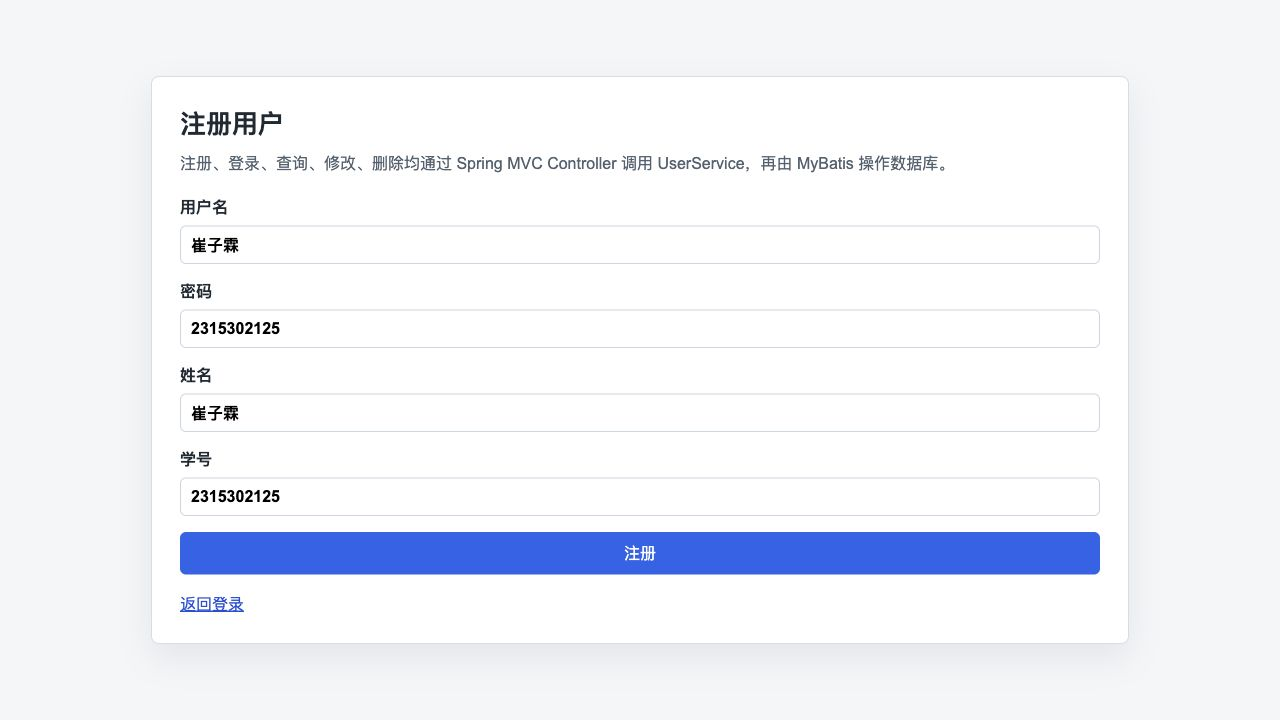 注册用户
注册、登录、查询、修改、删除均通过 Spring MVC Controller 调用 UserService，再由 MyBatis 操作数据库。
用户名
崔子霖
密码
2315302125
姓名
崔子霖
学号
2315302125
注册
返回登录